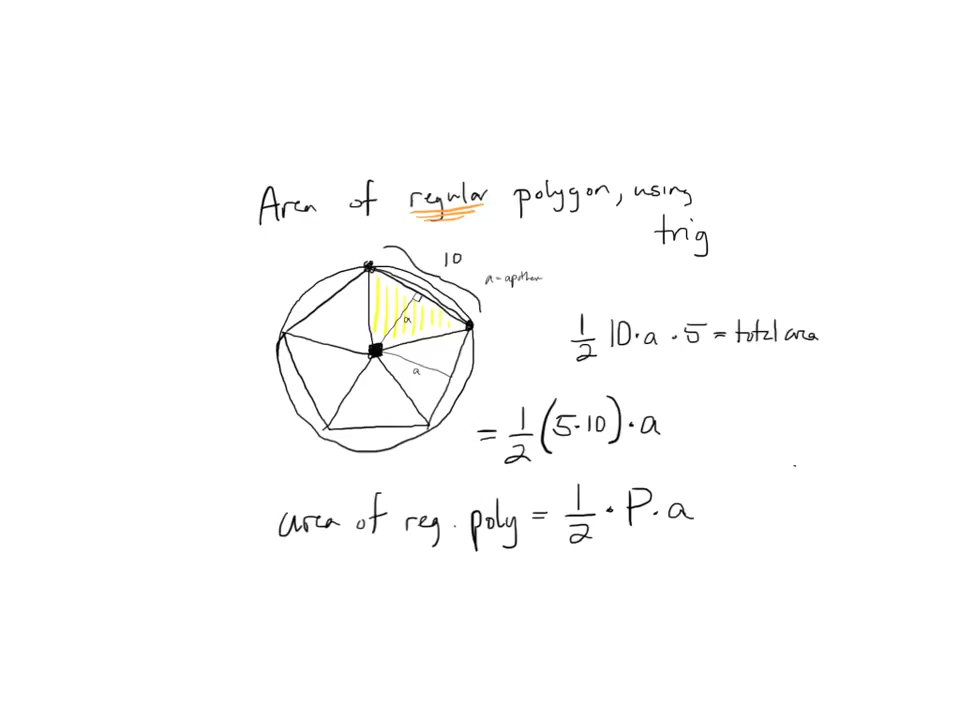 Area of regular polygon, using
trig
10
a = apothem
a
a
1/2 10·a·5 = total area
= 1/2 (5·10)·a
area of reg. poly = 1/2 · P·a